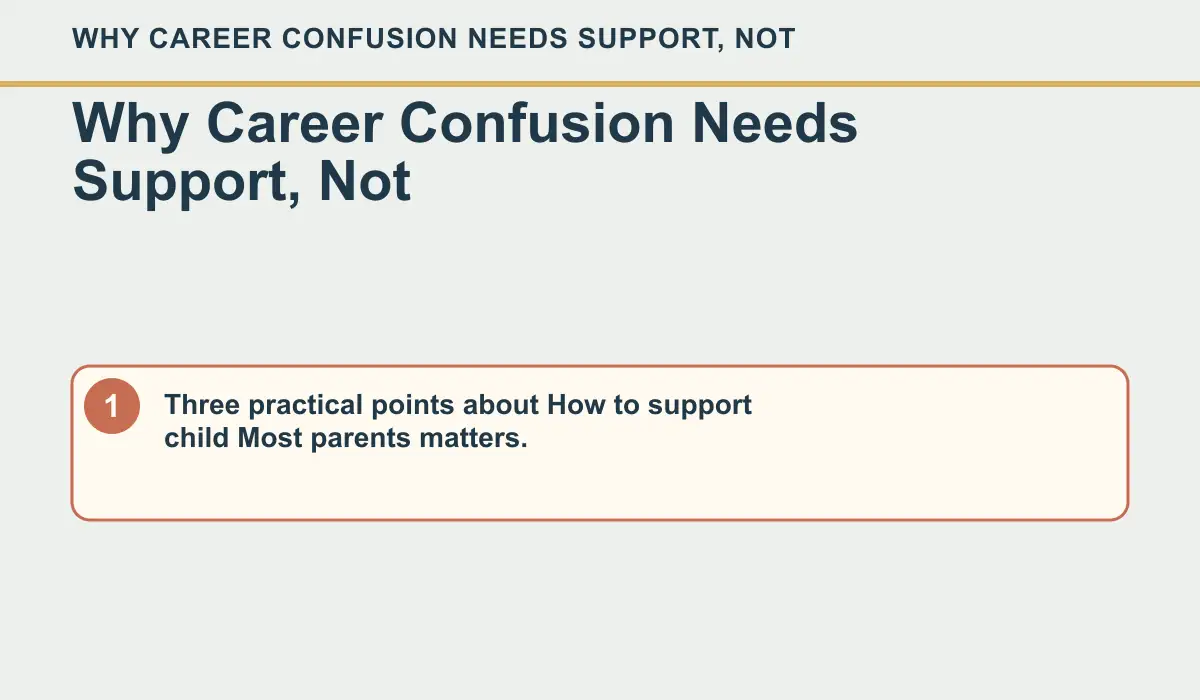 WHY CAREER CONFUSION NEEDS SUPPORT, NOT
Why Career Confusion Needs
Support, Not
1
Three practical points about How to support
child Most parents matters.